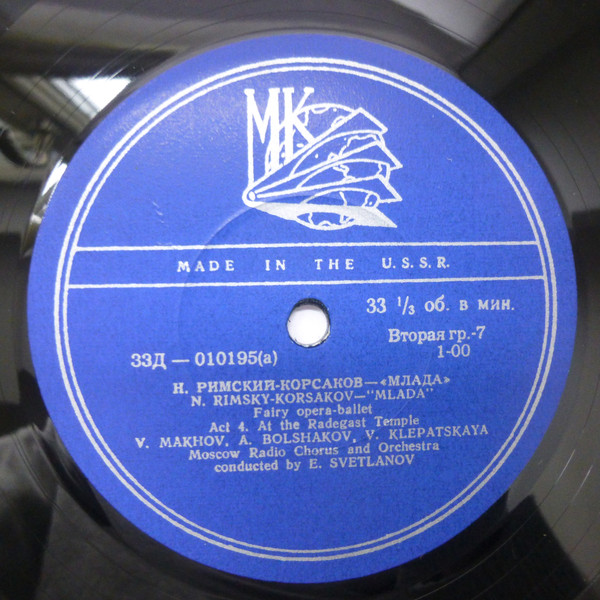 МК
MADE IN THE U.S.S.R.
33 ⅓ об. в мин.
Вторая гр.-7
1-00
33Д — 010195(а)
Н. РИМСКИЙ-КОРСАКОВ—«МЛАДА»
N. RIMSKY-KORSAKOV—"MLADA"
Fairy opera-ballet
Act 4. At the Radegast Temple
V. MAKHOV, A. BOLSHAKOV, V. KLEPATSKAYA
Moscow Radio Chorus and Orchestra
conducted by E. SVETLANOV